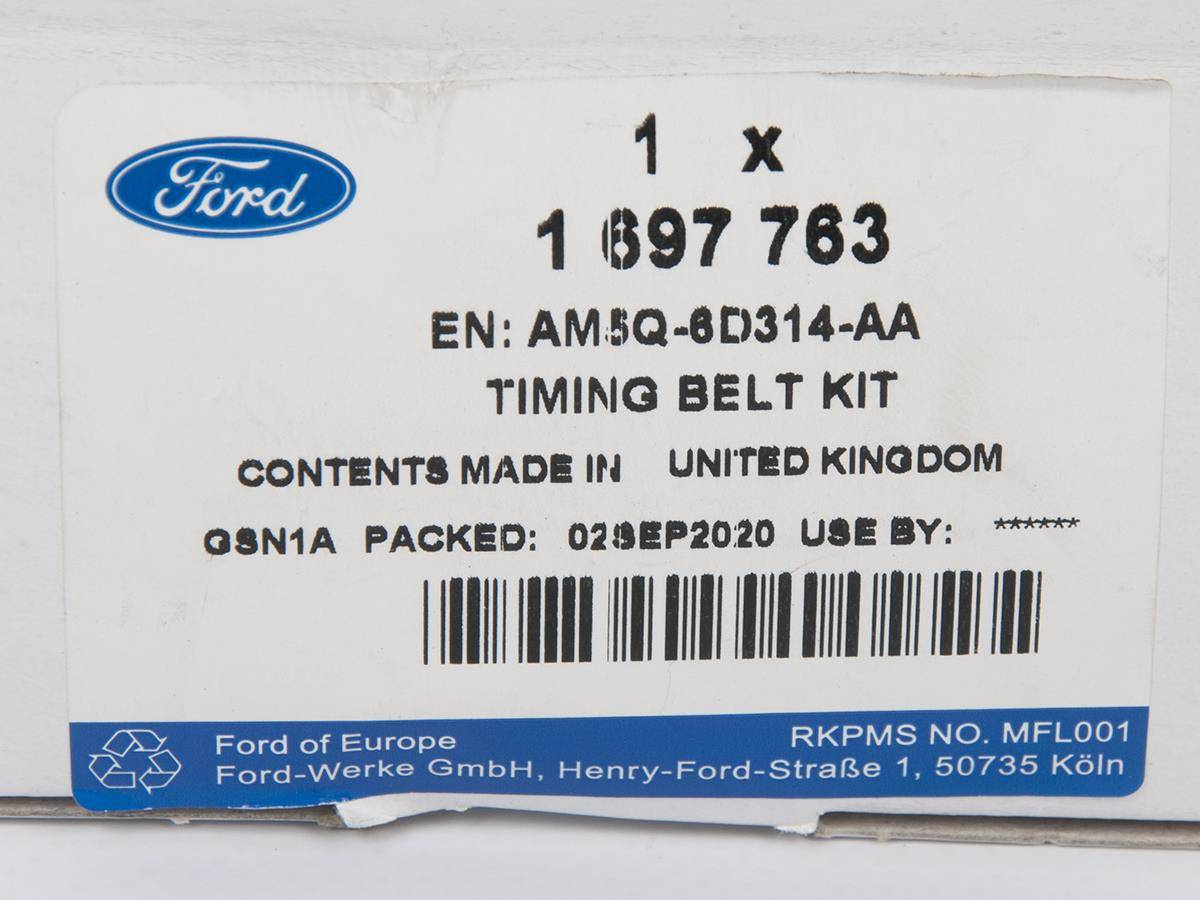 Ford
1 x
1 697 763
EN: AM5Q-6D314-AA
TIMING BELT KIT
CONTENTS MADE IN UNITED KINGDOM
GSN1A PACKED: 02SEP2020 USE BY: ******
Ford of Europe
RKPMS NO. MFL001
Ford-Werke GmbH, Henry-Ford-Straße 1, 50735 Köln